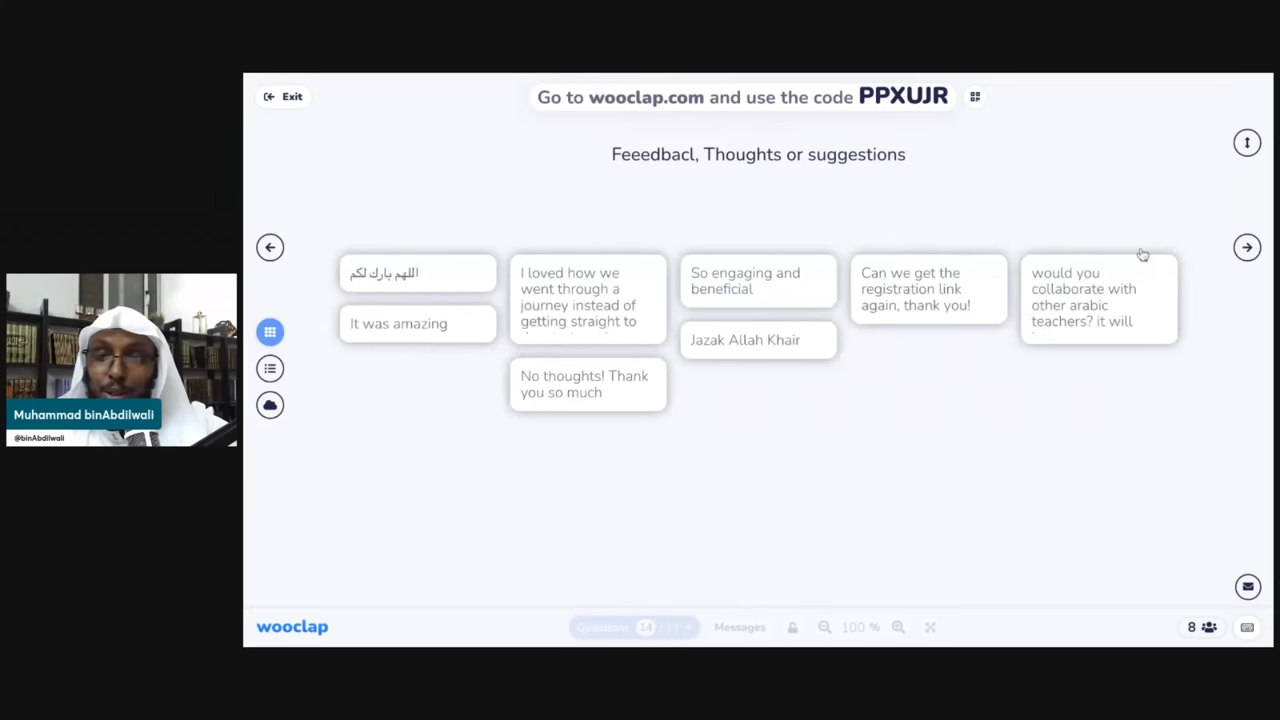 Exit
Go to wooclap.com and use the code PPXUJR
Feeedbacl, Thoughts or suggestions
اللهم بارك لكم
It was amazing
I loved how we
went through a
journey instead of
getting straight to
No thoughts! Thank
you so much
So engaging and
beneficial
Jazak Allah Khair
Can we get the
registration link
again, thank you!
would you
collaborate with
other arabic
teachers? it will
Muhammad binAbdilwali
@binAbdilwali
wooclap
Questions 14
Messages
100 %
8